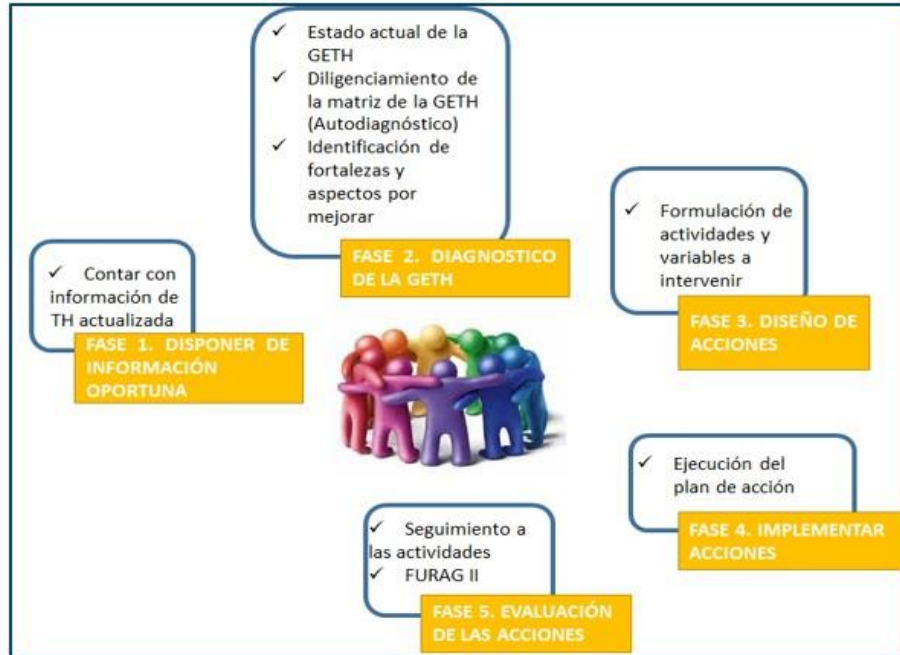 ✓ Contar con
información de
TH actualizada
FASE 1. DISPONER DE
INFORMACIÓN
OPORTUNA
✓ Estado actual de la
GETH
✓ Diligenciamiento de
la matriz de la GETH
(Autodiagnóstico)
✓ Identificación de
fortalezas y
aspectos por
mejorar
FASE 2. DIAGNOSTICO
DE LA GETH
✓ Formulación de
actividades y
variables a
intervenir
FASE 3. DISEÑO DE
ACCIONES
✓ Ejecución del
plan de acción
FASE 4. IMPLEMENTAR
ACCIONES
✓ Seguimiento a
las actividades
✓ FURAG II
FASE 5. EVALUACIÓN
DE LAS ACCIONES